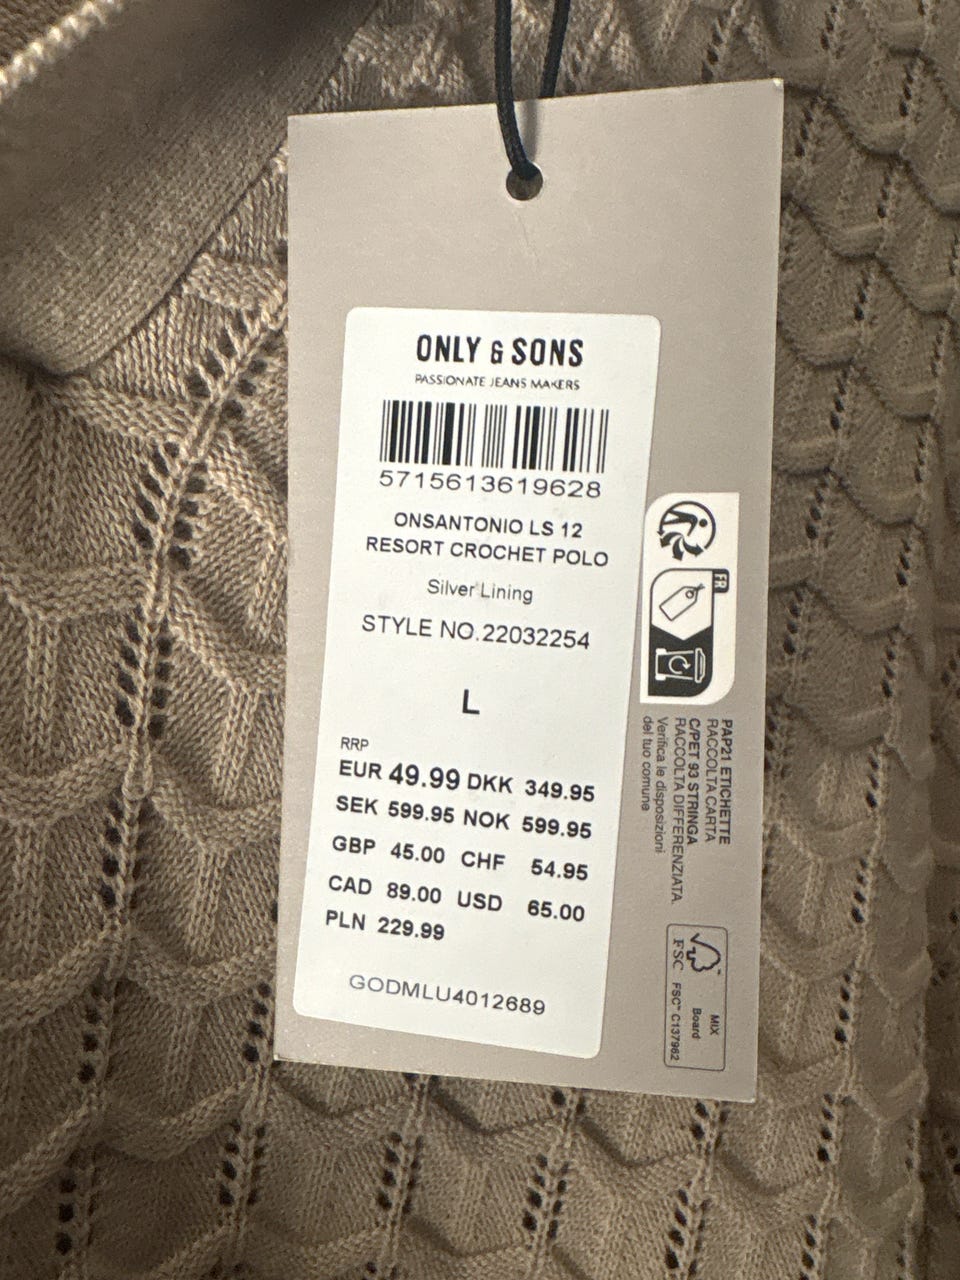 ONLY & SONS
PASSIONATE JEANS MAKERS
5715613619628
ONSANTONIO LS 12
RESORT CROCHET POLO
Silver Lining
STYLE NO.22032254
L
RRP
EUR 49.99 DKK 349.95
SEK 599.95 NOK 599.95
GBP 45.00 CHF 54.95
CAD 89.00 USD 65.00
PLN 229.99
GODMLU4012689
FR
PAP21 ETICHETTE
RACCOLTA CARTA
C/PET 93 STRINGA
RACCOLTA DIFFERENZIATA.
Verifica le disposizioni
del tuo comune
FSC
MIX
Board
FSC™ C137962